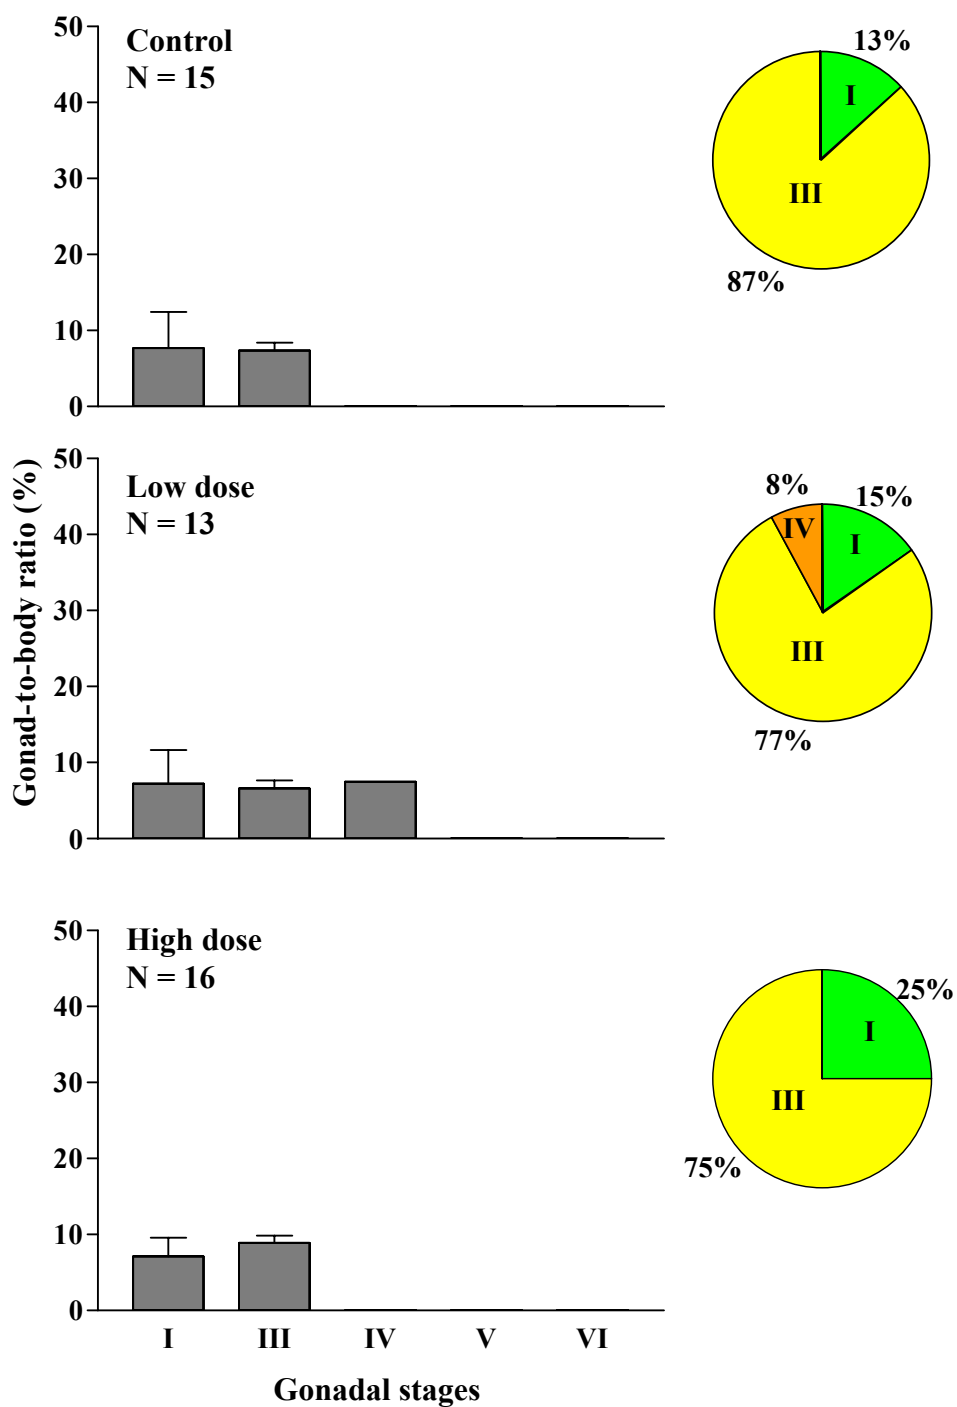 50
Control
N = 15
40
30
20
10
0
13%
I
III
87%
Gonad-to-body ratio (%)
50
Low dose
N = 13
40
30
20
10
0
8%
15%
IV
I
III
77%
50
High dose
N = 16
40
30
20
10
0
25%
I
III
75%
I III IV V VI
Gonadal stages